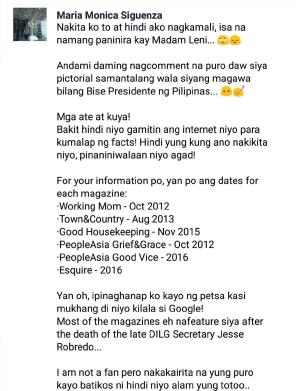 Maria Monica Siguenza
Nakita ko to at hindi ako nagkamali, isa na
namang paninira kay Madam Leni... 🙄😔
Andami daming nagcomment na puro daw siya
pictorial samantalang wala siyang magawa
bilang Bise Presidente ng Pilipinas...
Mga ate at kuya!
Bakit hindi niyo gamitin ang internet niyo para
kumalap ng facts! Hindi yung kung ano nakikita
niyo, pinaniniwalaan niyo agad!
For your information po, yan po ang dates for
each magazine:
·Working Mom - Oct 2012
·Town&Country - Aug 2013
·Good Housekeeping - Nov 2015
·PeopleAsia Grief&Grace - Oct 2012
·PeopleAsia Good Vice - 2016
·Esquire - 2016
Yan oh, ipinaghanap ko kayo ng petsa kasi
mukhang di niyo kilala si Google!
Most of the magazines eh nafeature siya after
the death of the late DILG Secretary Jesse
Robredo...
I am not a fan pero nakakairita na yung puro
kayo batikos ni hindi niyo alam yung totoo..